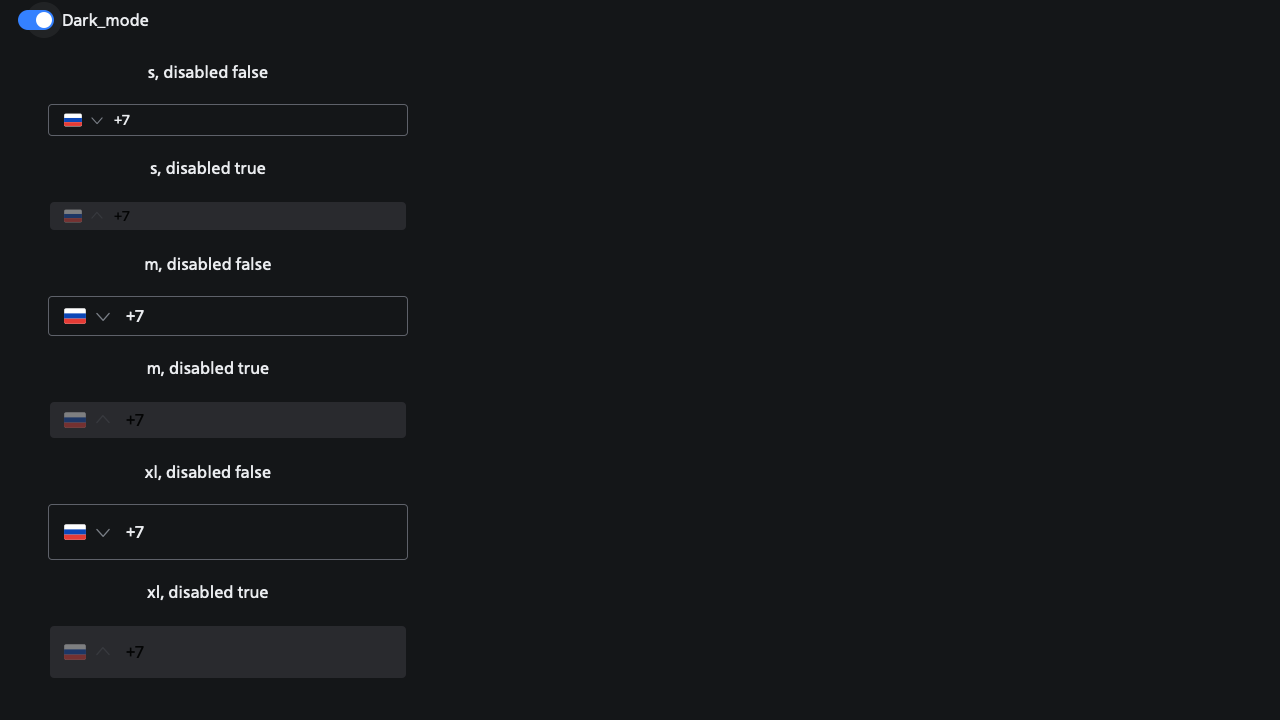 Dark_mode
s, disabled false
+7
s, disabled true
+7
m, disabled false
+7
m, disabled true
+7
xl, disabled false
+7
xl, disabled true
+7